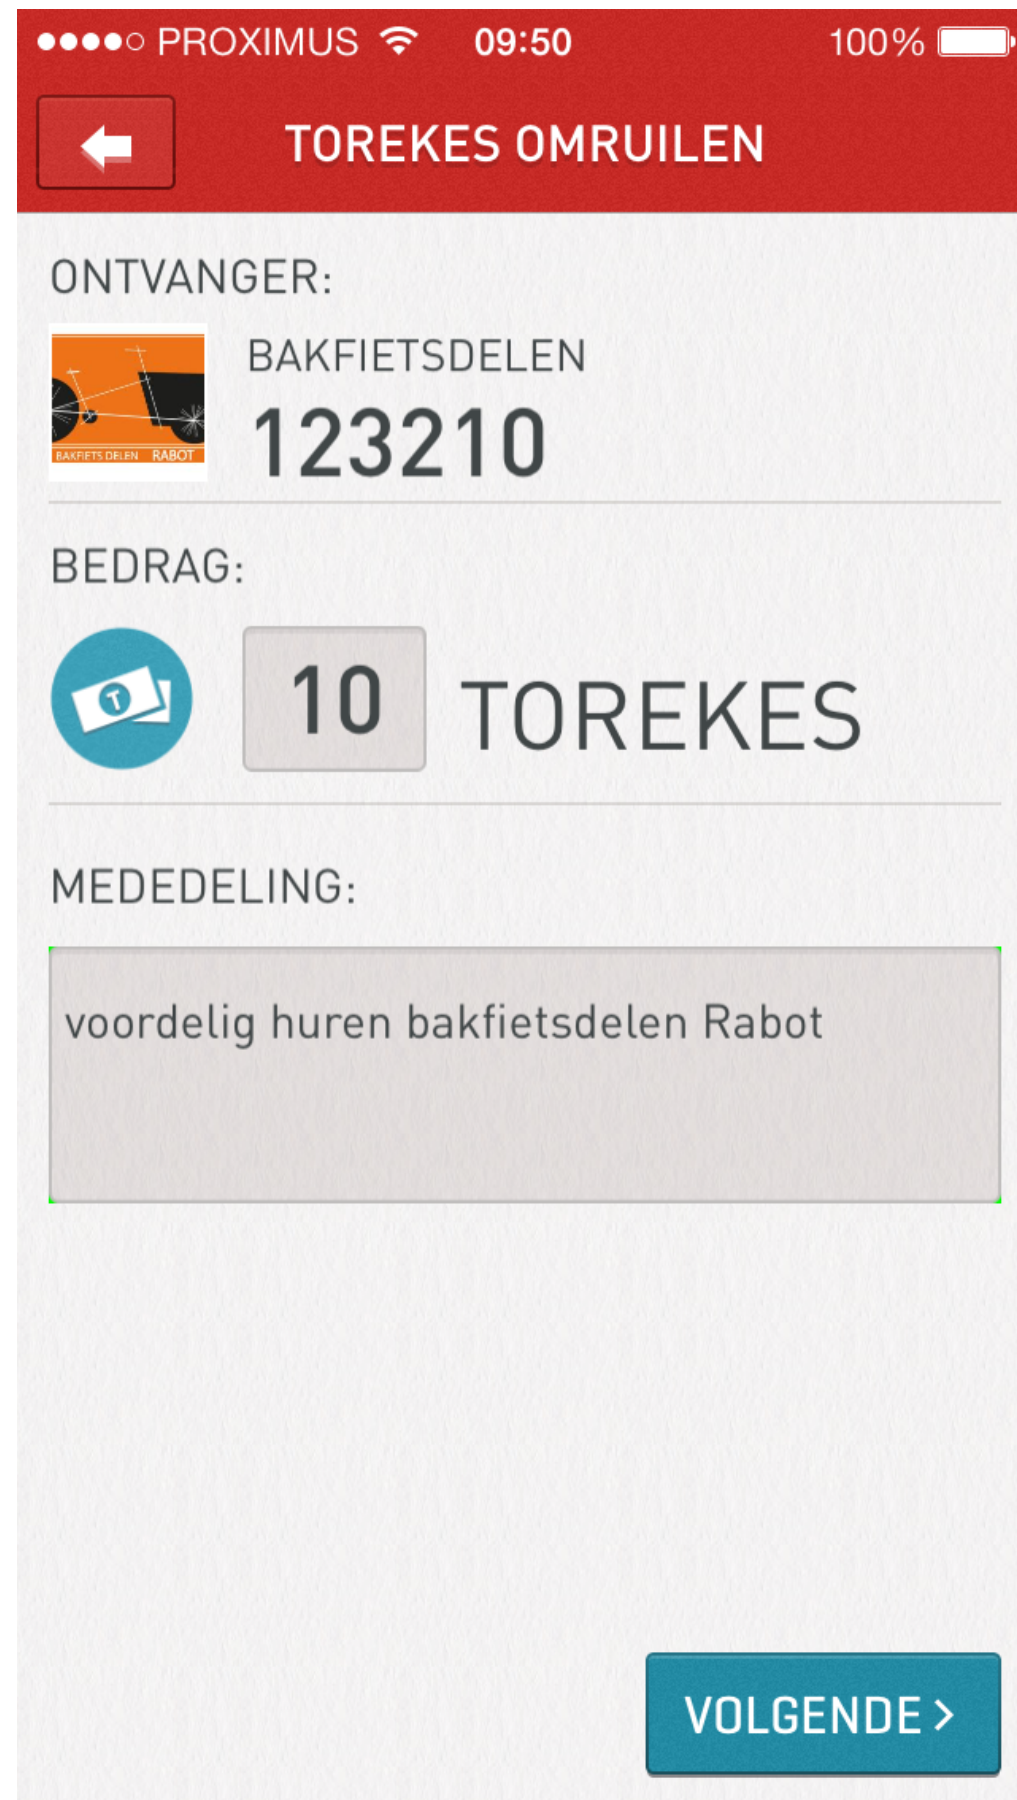 PROXIMUS 09:50 100%
TOREKES OMRUILEN
ONTVANGER:
BAKFIETSDELEN
123210
BAKFIETS DELEN RABOT
BEDRAG:
T
10 TOREKES
MEDEDELING:
voordelig huren bakfietsdelen Rabot
VOLGENDE >